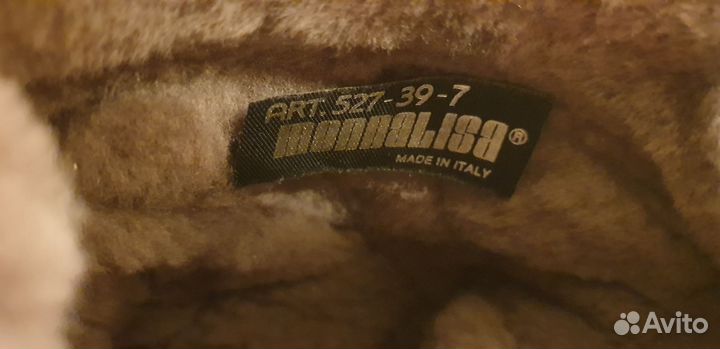 ART. 527-39-7
MONNALISA®
MADE IN ITALY
Avito